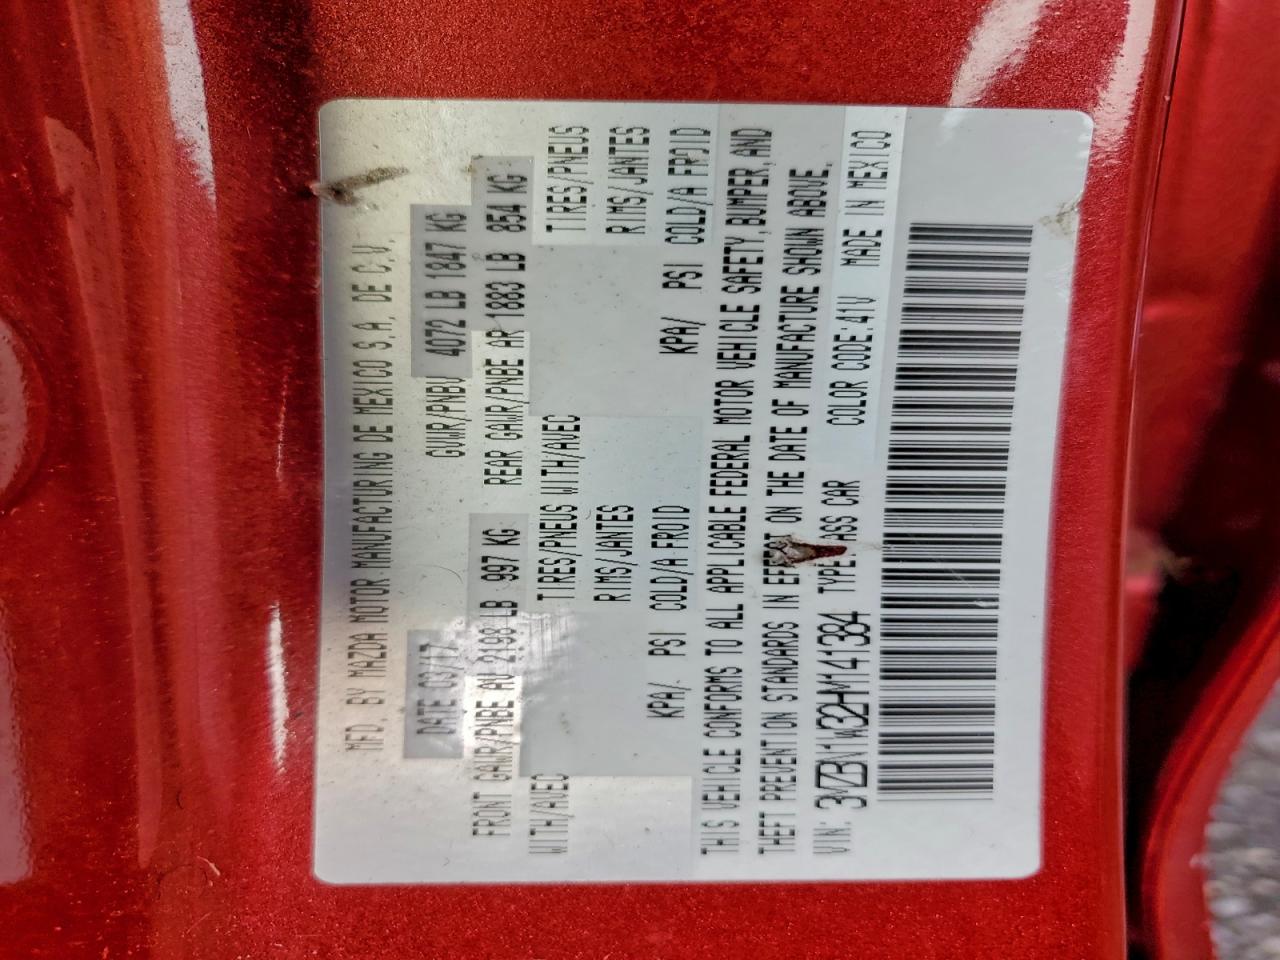 MFD. BY MAZDA MOTOR MANUFACTURING DE MEXICO S.A. DE C.V.
DATE 03/17 GVWR/PNBV 4072 LB 1847 KG
FRONT GAWR/PNBE AV 2198 LB 997 KG REAR GAWR/PNBE AR 1883 LB 854 KG
WITH/AVEC TIRES/PNEUS WITH/AVEC TIRES/PNEUS
RIMS/JANTES RIMS/JANTES
KPA/ PSI COLD/A FROID KPA/ PSI COLD/A FROID
THIS VEHICLE CONFORMS TO ALL APPLICABLE FEDERAL MOTOR VEHICLE SAFETY, BUMPER, AND
THEFT PREVENTION STANDARDS IN EFFECT ON THE DATE OF MANUFACTURE SHOWN ABOVE.
VIN: 3MZBN1W32HM141384 TYPE: PASS CAR COLOR CODE: 41V MADE IN MEXICO